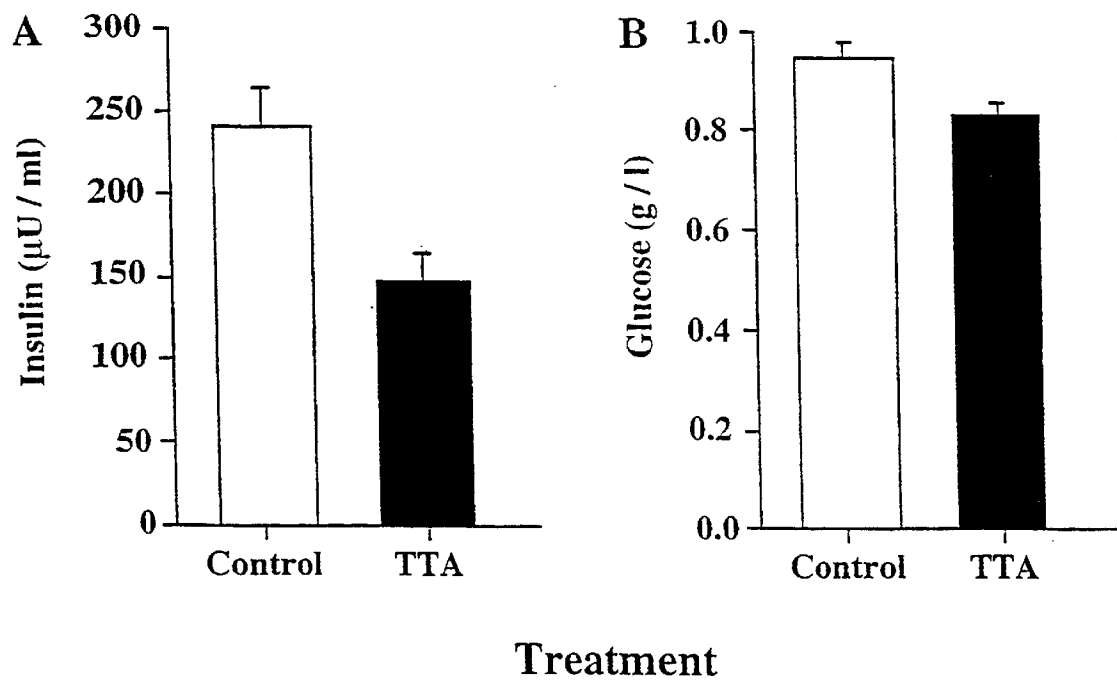 A
300
250
200
150
100
50
0
Insulin (µU / ml)
Control TTA
B
1.0
0.8
0.6
0.4
0.2
0.0
Glucose (g / l)
Control TTA
Treatment